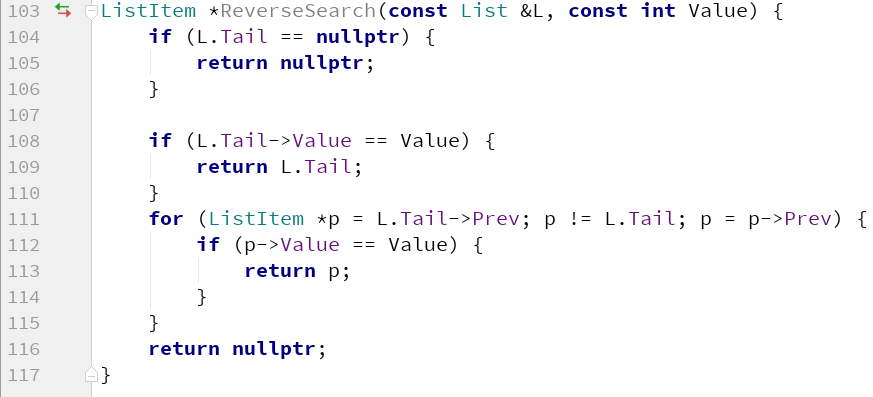 103 ListItem *ReverseSearch(const List &L, const int Value) {
104     if (L.Tail == nullptr) {
105         return nullptr;
106     }
107
108     if (L.Tail->Value == Value) {
109         return L.Tail;
110     }
111     for (ListItem *p = L.Tail->Prev; p != L.Tail; p = p->Prev) {
112         if (p->Value == Value) {
113             return p;
114         }
115     }
116     return nullptr;
117 }